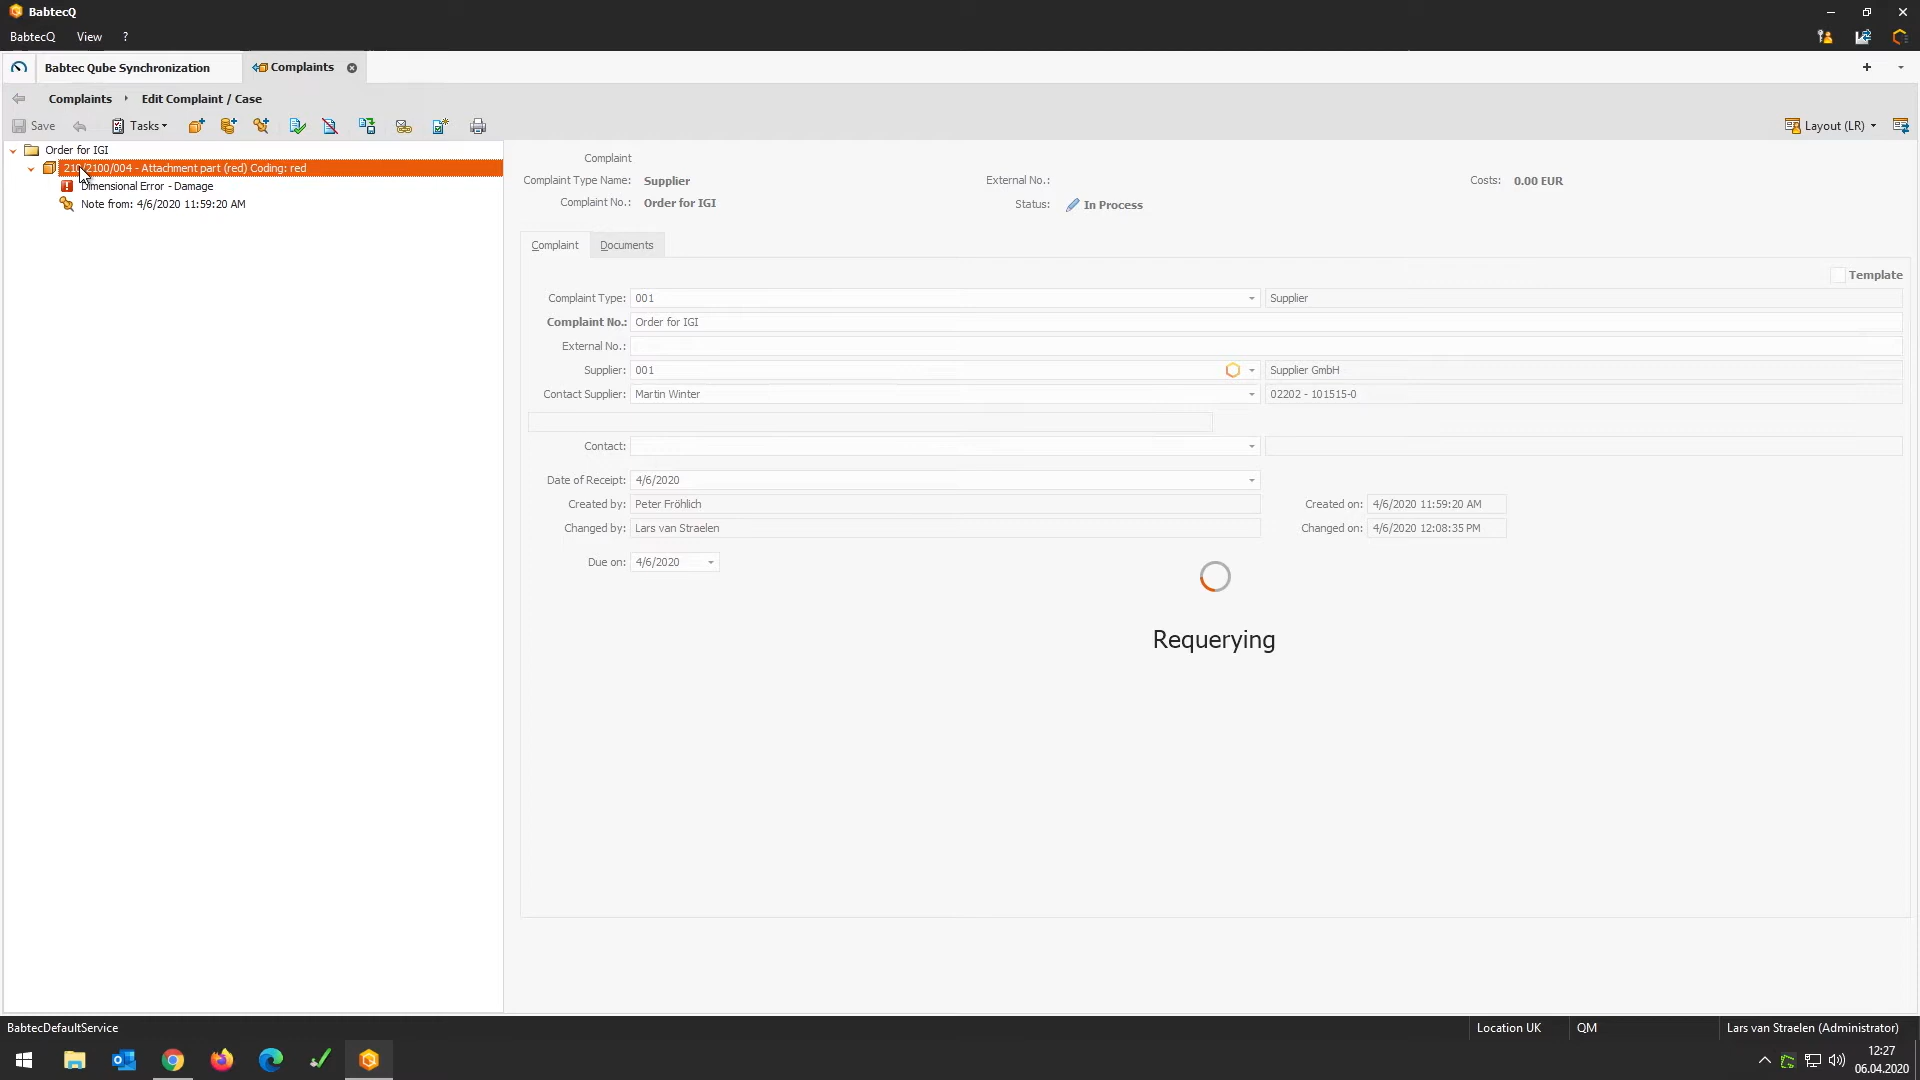 BabtecQ
BabtecQ View ?
Babtec Qube Synchronization Complaints
Complaints Edit Complaint / Case
Save Tasks Layout (LR)
Order for IGI
/2100/004 - Attachment part (red) Coding: red
Dimensional Error - Damage
Note from: 4/6/2020 11:59:20 AM
Complaint
Complaint Type Name: Supplier External No.: Costs: 0.00 EUR
Complaint No.: Order for IGI Status: In Process
Complaint Documents
Template
Complaint Type: 001 Supplier
Complaint No.: Order for IGI
External No.:
Supplier: 001 Supplier GmbH
Contact Supplier: Martin Winter 02202 - 101515-0
Contact:
Date of Receipt: 4/6/2020
Created by: Peter Fröhlich Created on: 4/6/2020 11:59:20 AM
Changed by: Lars van Straelen Changed on: 4/6/2020 12:08:35 PM
Due on: 4/6/2020
Requerying
BabtecDefaultService Location UK QM Lars van Straelen (Administrator)
12:27
06.04.2020